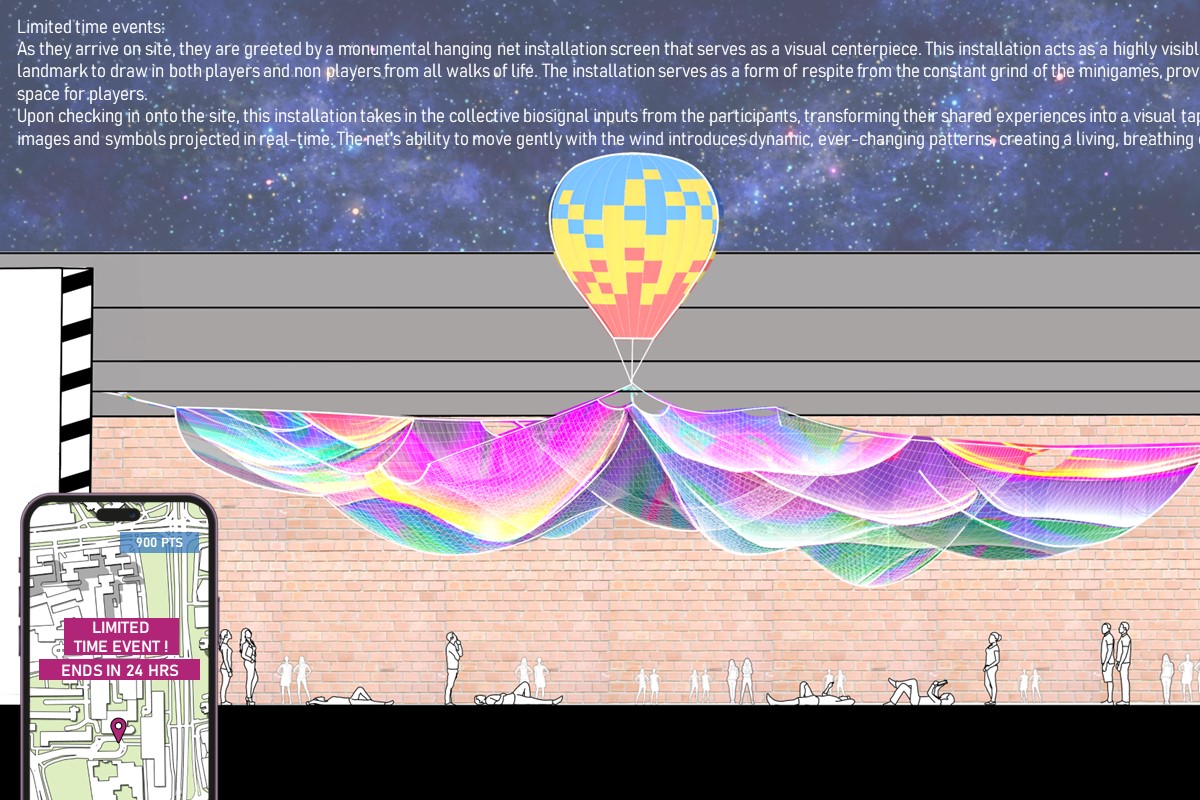 Limited time events:
As they arrive on site, they are greeted by a monumental hanging net installation screen that serves as a visual centerpiece. This installation acts as a highly
landmark to draw in both players and non players from all walks of life. The installation serves as a form of respite from the constant grind of the minigames,
space for players.
Upon checking in onto the site, this installation takes in the collective biosignal inputs from the participants, transforming their shared experiences into a visual
images and symbols projected in real-time. The net's ability to move gently with the wind introduces dynamic, ever-changing patterns, creating a living, breathing
900 PTS
LIMITED
TIME EVENT !
ENDS IN 24 HRS